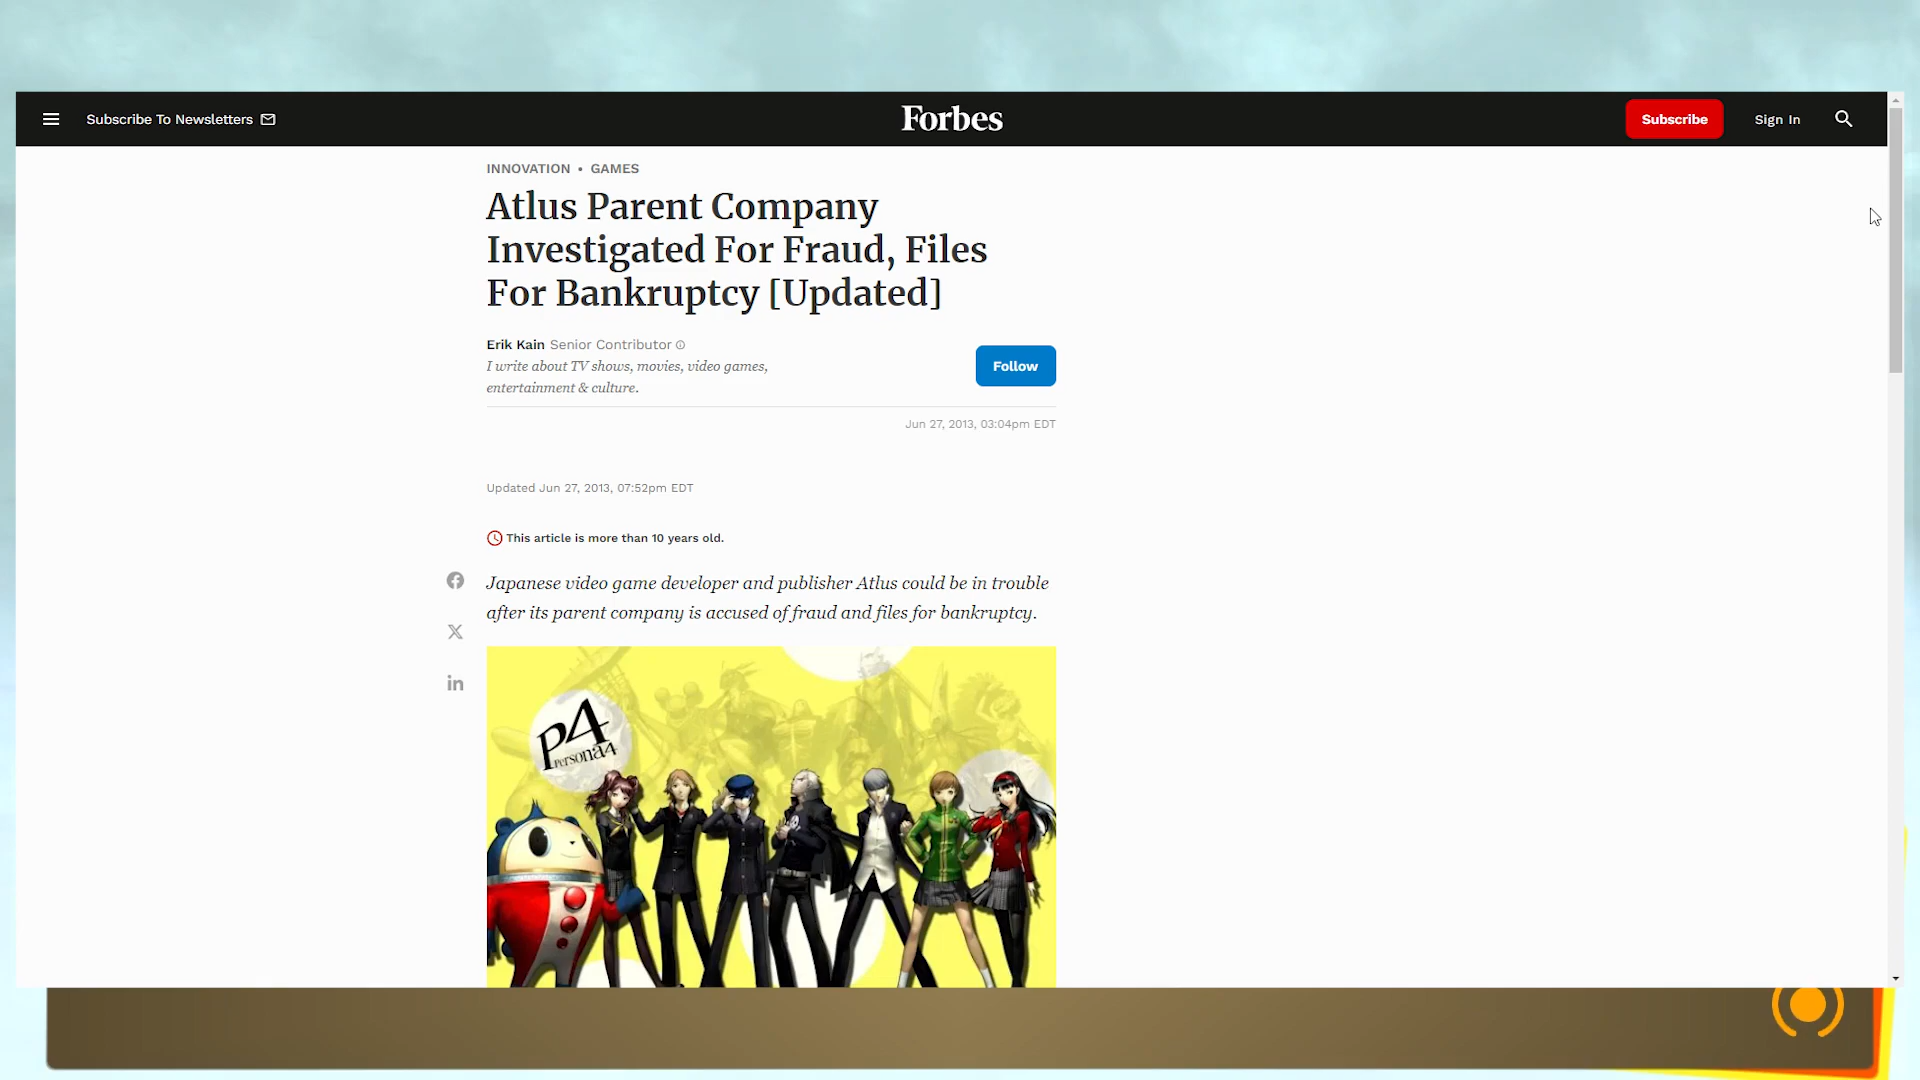 Subscribe To Newsletters
Forbes
Subscribe
Sign In
INNOVATION • GAMES
Atlus Parent Company
Investigated For Fraud, Files
For Bankruptcy [Updated]
Erik Kain Senior Contributor
I write about TV shows, movies, video games,
entertainment & culture.
Follow
Jun 27, 2013, 03:04pm EDT
Updated Jun 27, 2013, 07:52pm EDT
This article is more than 10 years old.
Japanese video game developer and publisher Atlus could be in trouble
after its parent company is accused of fraud and files for bankruptcy.
P4
Persona4